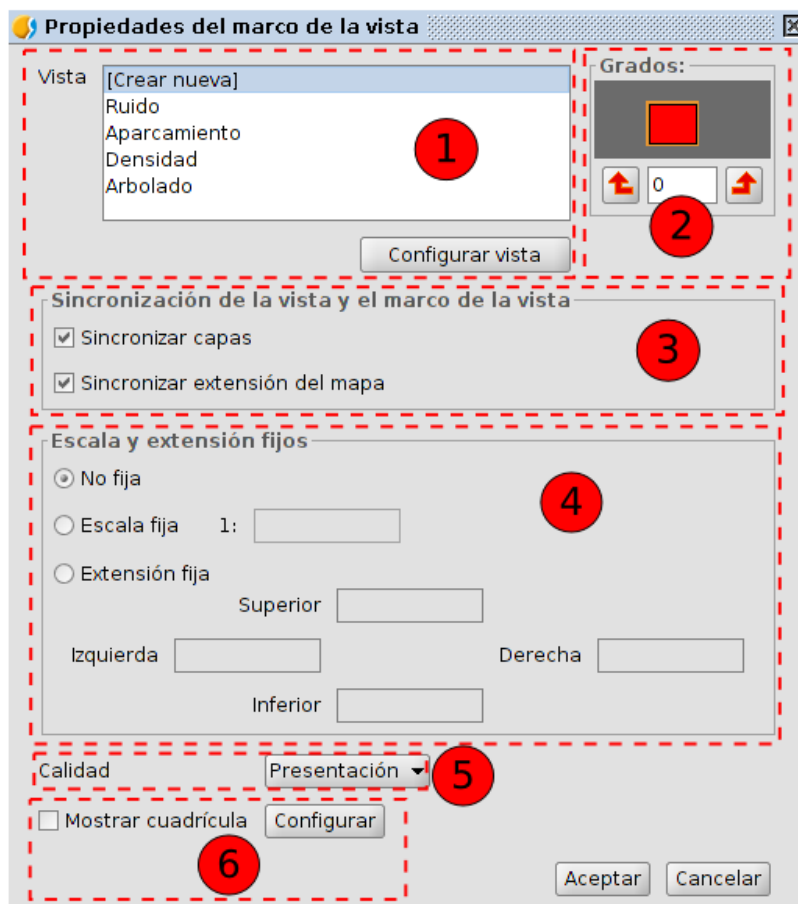 Propiedades del marco de la vista
Vista
[Crear nueva]
Ruido
Aparcamiento
Densidad
Arbolado
1
Configurar vista
Grados:
0
2
Sincronización de la vista y el marco de la vista
Sincronizar capas
Sincronizar extensión del mapa
3
Escala y extensión fijos
No fija
Escala fija 1:
Extensión fija
4
Superior
Izquierda Derecha
Inferior
Calidad Presentación
5
Mostrar cuadrícula Configurar
6
Aceptar Cancelar